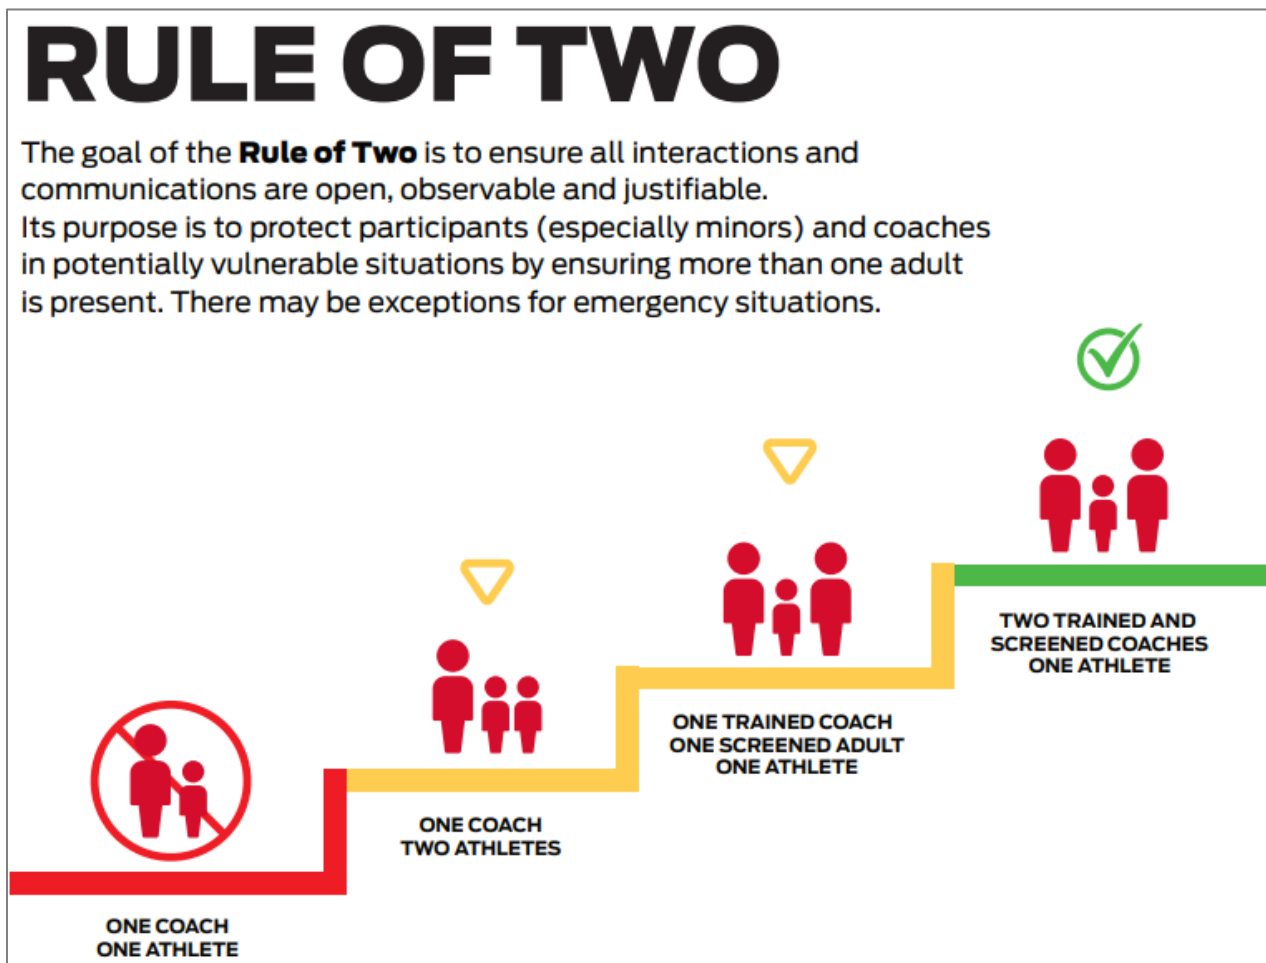 RULE OF TWO
The goal of the Rule of Two is to ensure all interactions and
communications are open, observable and justifiable.
Its purpose is to protect participants (especially minors) and coaches
in potentially vulnerable situations by ensuring more than one adult
is present. There may be exceptions for emergency situations.
ONE COACH
ONE ATHLETE
ONE COACH
TWO ATHLETES
ONE TRAINED COACH
ONE SCREENED ADULT
ONE ATHLETE
TWO TRAINED AND
SCREENED COACHES
ONE ATHLETE